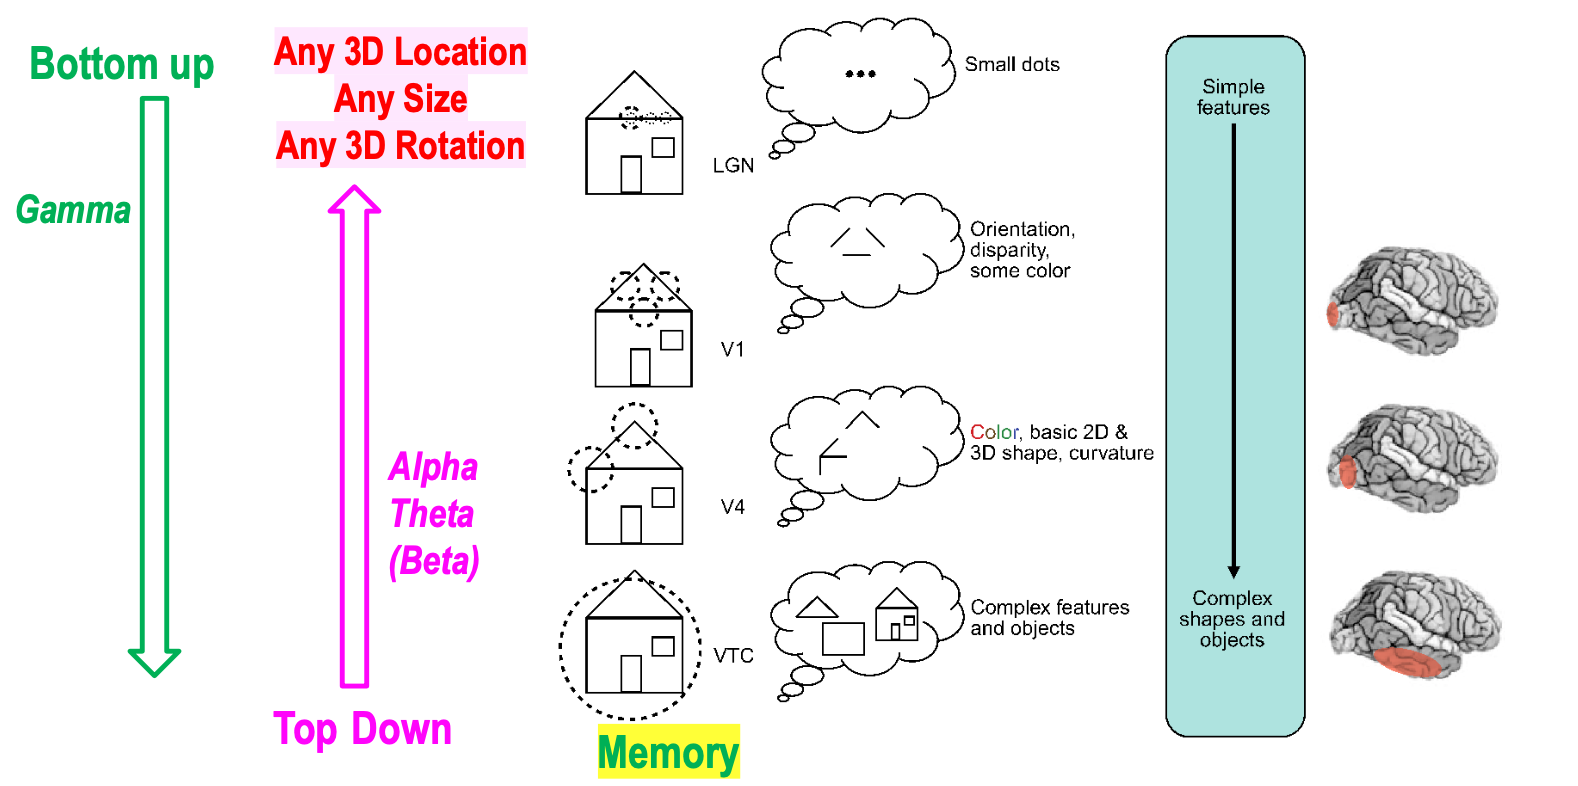 Bottom up
Gamma
Any 3D Location
Any Size
Any 3D Rotation
Alpha
Theta
(Beta)
Top Down
LGN
Small dots
V1
Orientation,
disparity,
some color
V4
Color, basic 2D &
3D shape, curvature
VTC
Complex features
and objects
Memory
Simple
features
Complex
shapes and
objects